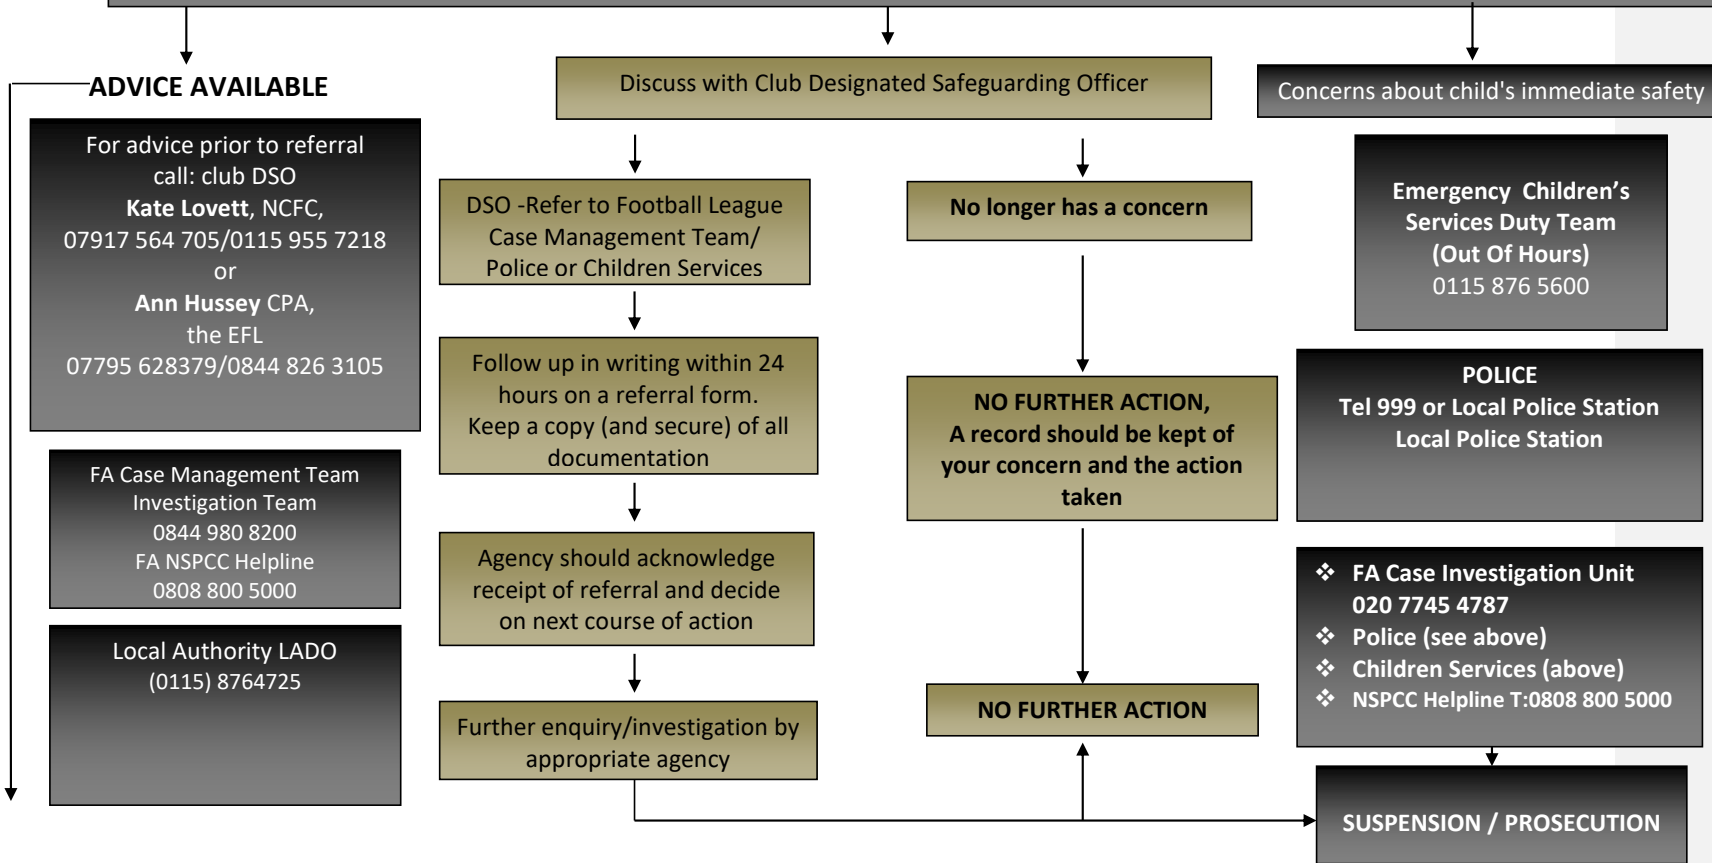 ADVICE AVAILABLE
For advice prior to referral
call: club DSO
Kate Lovett, NCFC,
07917 564 705/0115 955 7218
or
Ann Hussey CPA,
the EFL
07795 628379/0844 826 3105
FA Case Management Team
Investigation Team
0844 980 8200
FA NSPCC Helpline
0808 800 5000
Local Authority LADO
(0115) 8764725
Discuss with Club Designated Safeguarding Officer
DSO -Refer to Football League
Case Management Team/
Police or Children Services
Follow up in writing within 24
hours on a referral form.
Keep a copy (and secure) of all
documentation
Agency should acknowledge
receipt of referral and decide
on next course of action
Further enquiry/investigation by
appropriate agency
No longer has a concern
NO FURTHER ACTION,
A record should be kept of
your concern and the action
taken
NO FURTHER ACTION
Concerns about child's immediate safety
Emergency  Children’s
Services Duty Team
(Out Of Hours)
0115 876 5600
POLICE
Tel 999 or Local Police Station
Local Police Station
❖ FA Case Investigation Unit
020 7745 4787
❖ Police (see above)
❖ Children Services (above)
❖ NSPCC Helpline T:0808 800 5000
SUSPENSION / PROSECUTION